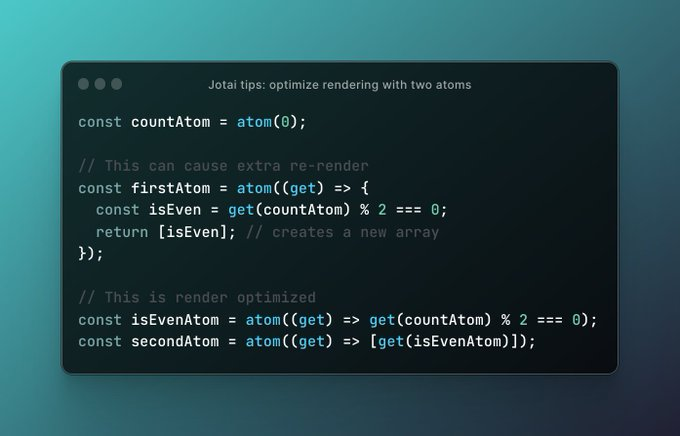 Jotai tips: optimize rendering with two atoms
const countAtom = atom(0);
// This can cause extra re-render
const firstAtom = atom((get) => {
  const isEven = get(countAtom) % 2 === 0;
  return [isEven]; // creates a new array
});
// This is render optimized
const isEvenAtom = atom((get) => get(countAtom) % 2 === 0);
const secondAtom = atom((get) => [get(isEvenAtom)]);